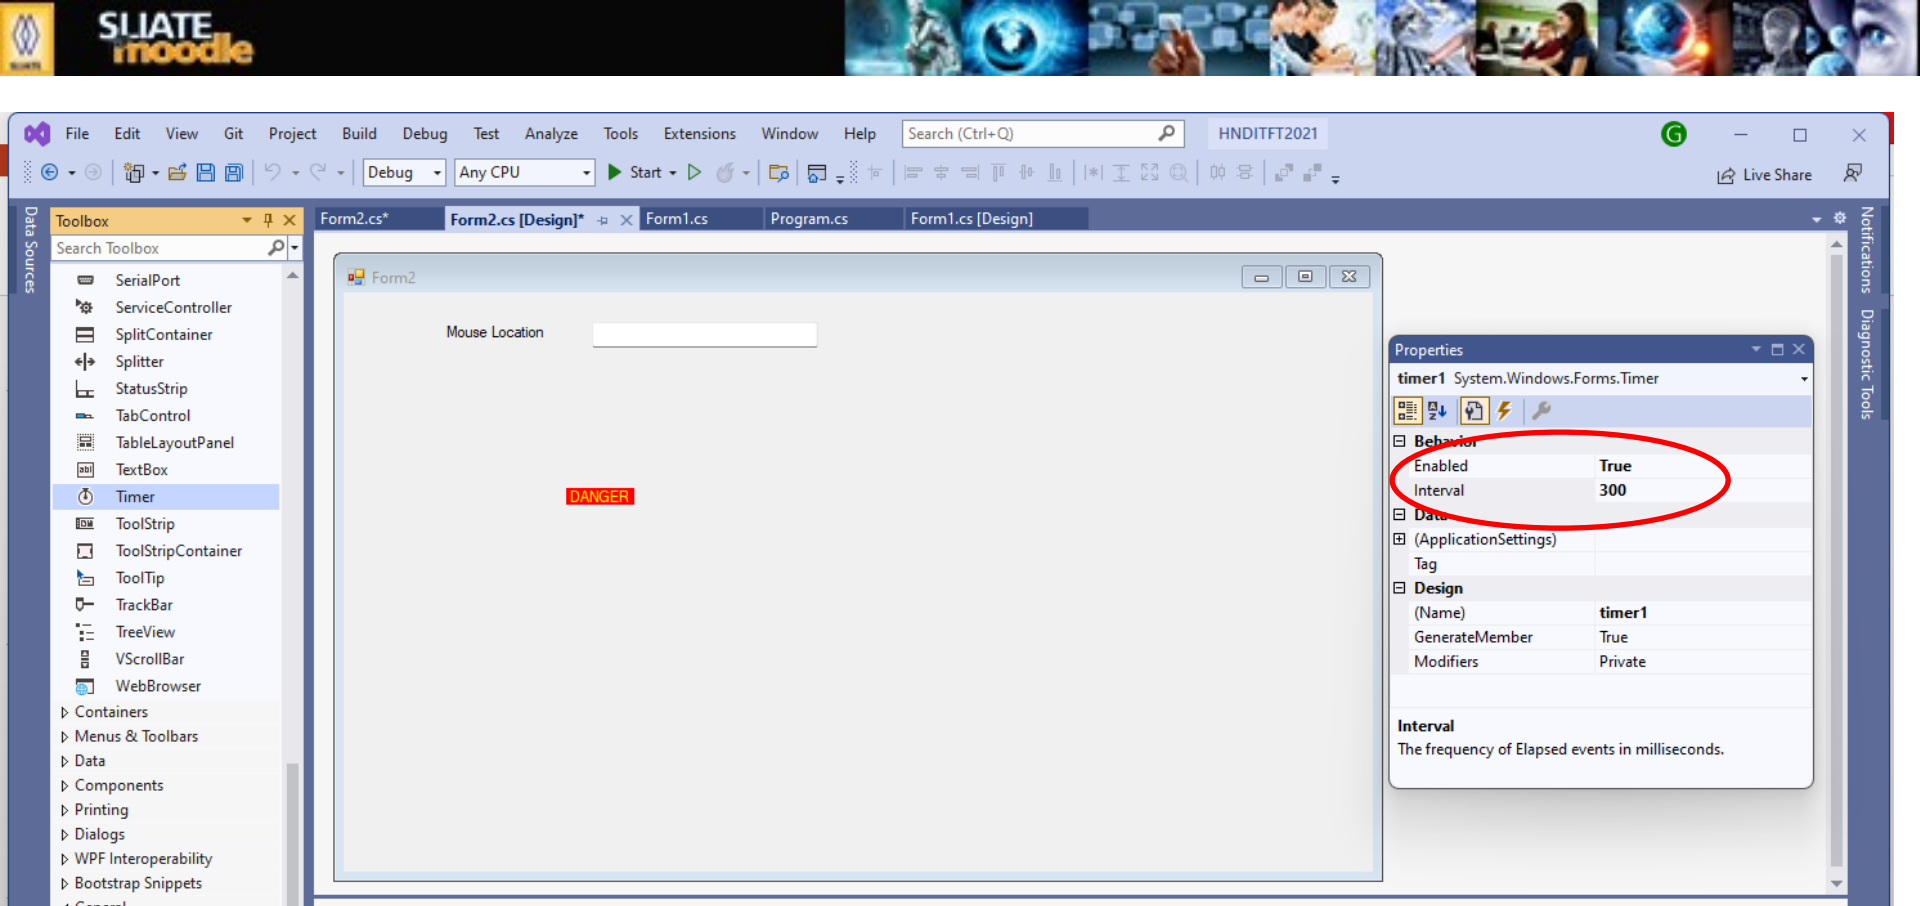 SLIATE
moodle
File Edit View Git Project Build Debug Test Analyze Tools Extensions Window Help Search (Ctrl+Q) HNDITFT2021 G
Debug Any CPU Start Live Share
Data Sources
Toolbox
Search Toolbox
SerialPort
ServiceController
SplitContainer
Splitter
StatusStrip
TabControl
TableLayoutPanel
TextBox
Timer
ToolStrip
ToolStripContainer
ToolTip
TrackBar
TreeView
VScrollBar
WebBrowser
Containers
Menus & Toolbars
Data
Components
Printing
Dialogs
WPF Interoperability
Bootstrap Snippets
General
Form2.cs* Form2.cs [Design]* Form1.cs Program.cs Form1.cs [Design]
Form2
Mouse Location
DANGER
Properties
timer1 System.Windows.Forms.Timer
Behavior
Enabled True
Interval 300
Data
(ApplicationSettings)
Tag
Design
(Name) timer1
GenerateMember True
Modifiers Private
Interval
The frequency of Elapsed events in milliseconds.
Notifications
Diagnostic Tools